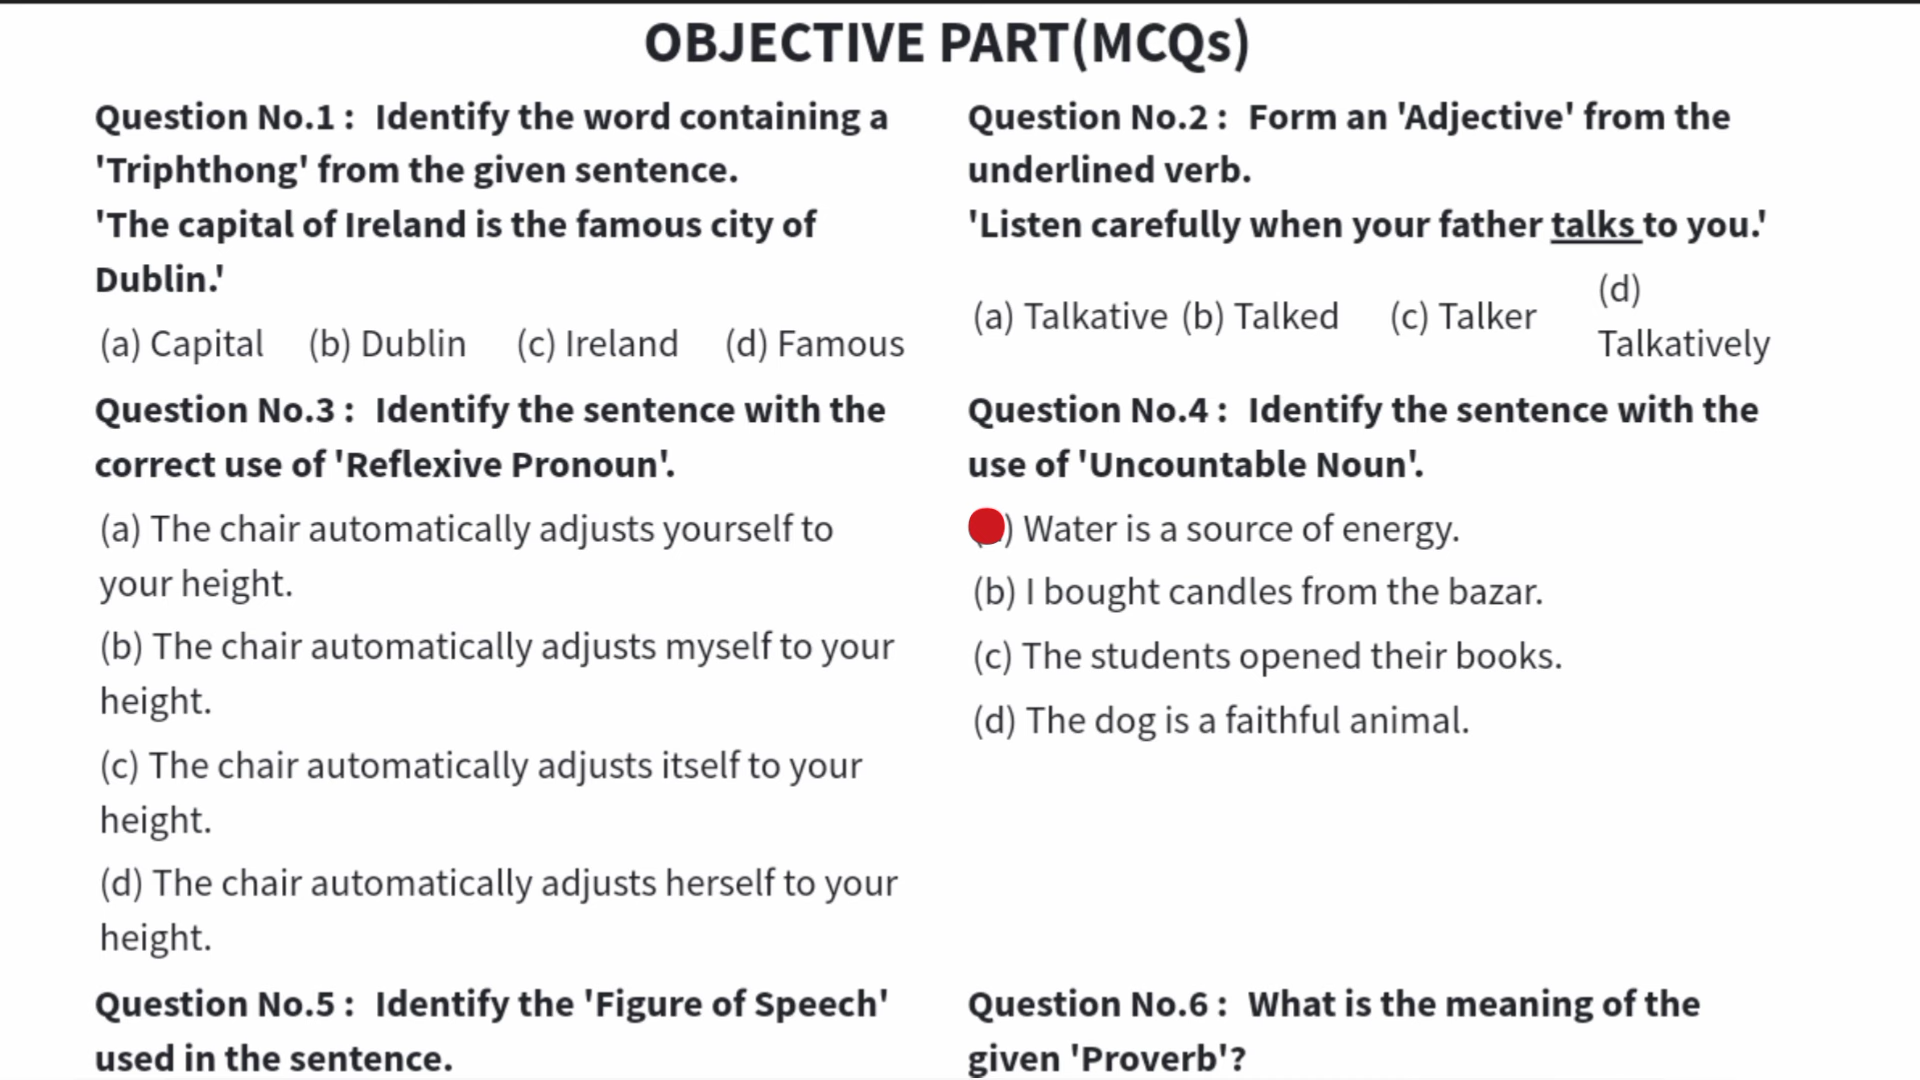 OBJECTIVE PART(MCQs)
Question No.1 : Identify the word containing a
'Triphthong' from the given sentence.
'The capital of Ireland is the famous city of
Dublin.'
(a) Capital (b) Dublin (c) Ireland (d) Famous
Question No.2 : Form an 'Adjective' from the
underlined verb.
'Listen carefully when your father talks to you.'
(a) Talkative (b) Talked (c) Talker (d)
Talkatively
Question No.3 : Identify the sentence with the
correct use of 'Reflexive Pronoun'.
(a) The chair automatically adjusts yourself to
your height.
(b) The chair automatically adjusts myself to your
height.
(c) The chair automatically adjusts itself to your
height.
(d) The chair automatically adjusts herself to your
height.
Question No.4 : Identify the sentence with the
use of 'Uncountable Noun'.
) Water is a source of energy.
(b) I bought candles from the bazar.
(c) The students opened their books.
(d) The dog is a faithful animal.
Question No.5 : Identify the 'Figure of Speech'
used in the sentence.
Question No.6 : What is the meaning of the
given 'Proverb'?